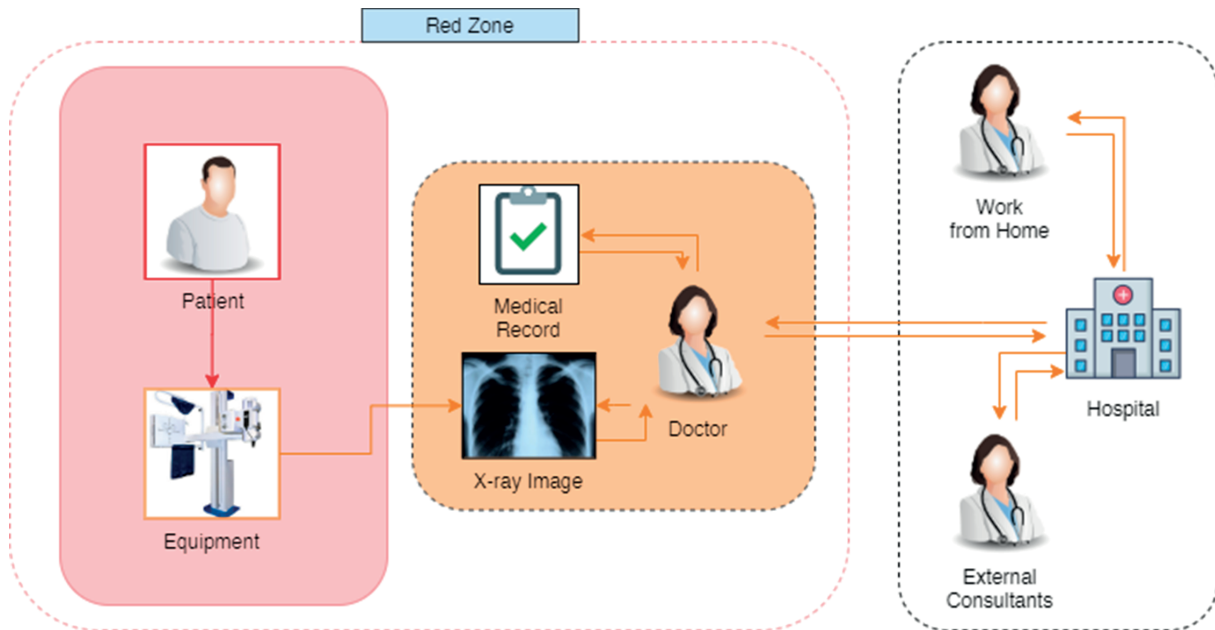 Red Zone
Patient
Equipment
Medical
Record
X-ray Image
Doctor
Work
from Home
Hospital
External
Consultants